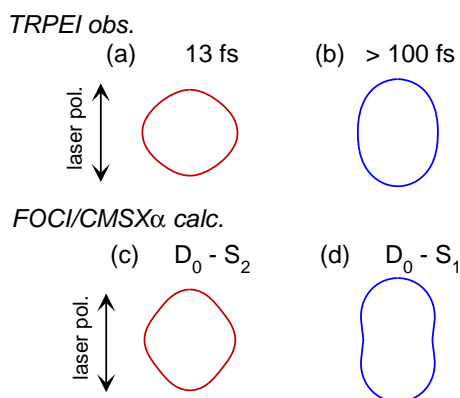 TRPEI obs.
(a) 13 fs (b) > 100 fs
laser pol.
FOCI/CMSXα calc.
(c) D₀ - S₂ (d) D₀ - S₁
laser pol.